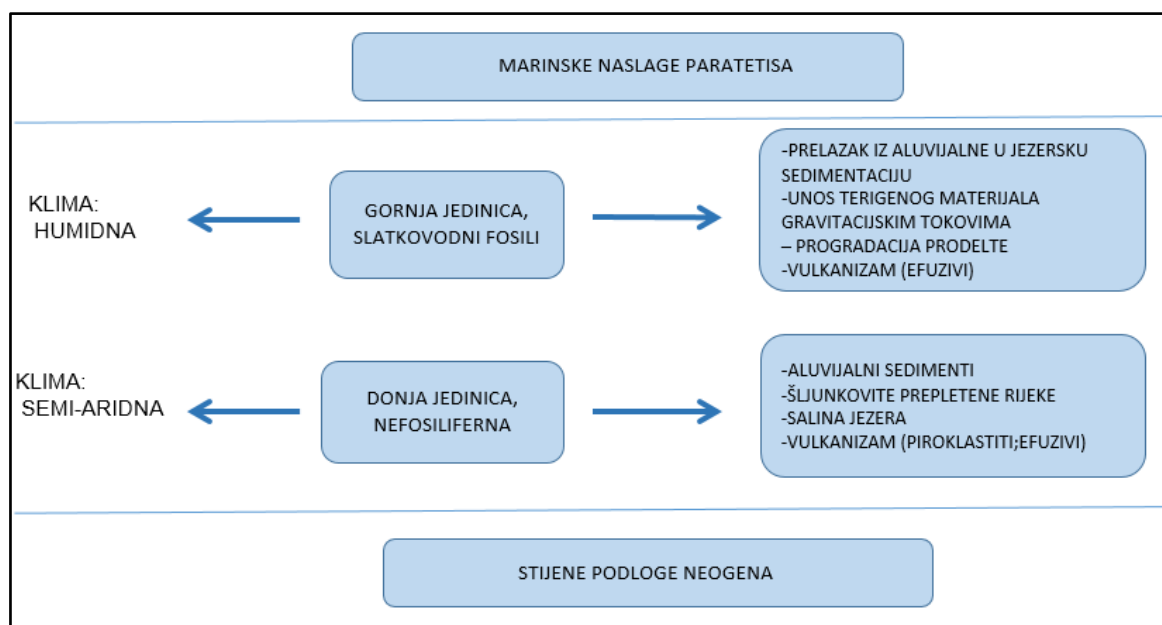 MARINSKE NASLAGE PARATETISA
KLIMA:
HUMIDNA
GORNJA JEDINICA,
SLATKOVODNI FOSILI
-PRELAZAK IZ ALUVIJALNE U JEZERSKU
SEDIMENTACIJU
-UNOS TERIGENOG MATERIJALA
GRAVITACIJSKIM TOKOVIMA
– PROGRADACIJA PRODELTE
-VULKANIZAM (EFUZIVI)
KLIMA:
SEMI-ARIDNA
DONJA JEDINICA,
NEFOSILIFERNA
-ALUVIJALNI SEDIMENTI
-ŠLJUNKOVITE PREPLETENE RIJEKE
-SALINA JEZERA
-VULKANIZAM (PIROKLASTITI;EFUZIVI)
STIJENE PODLOGE NEOGENA